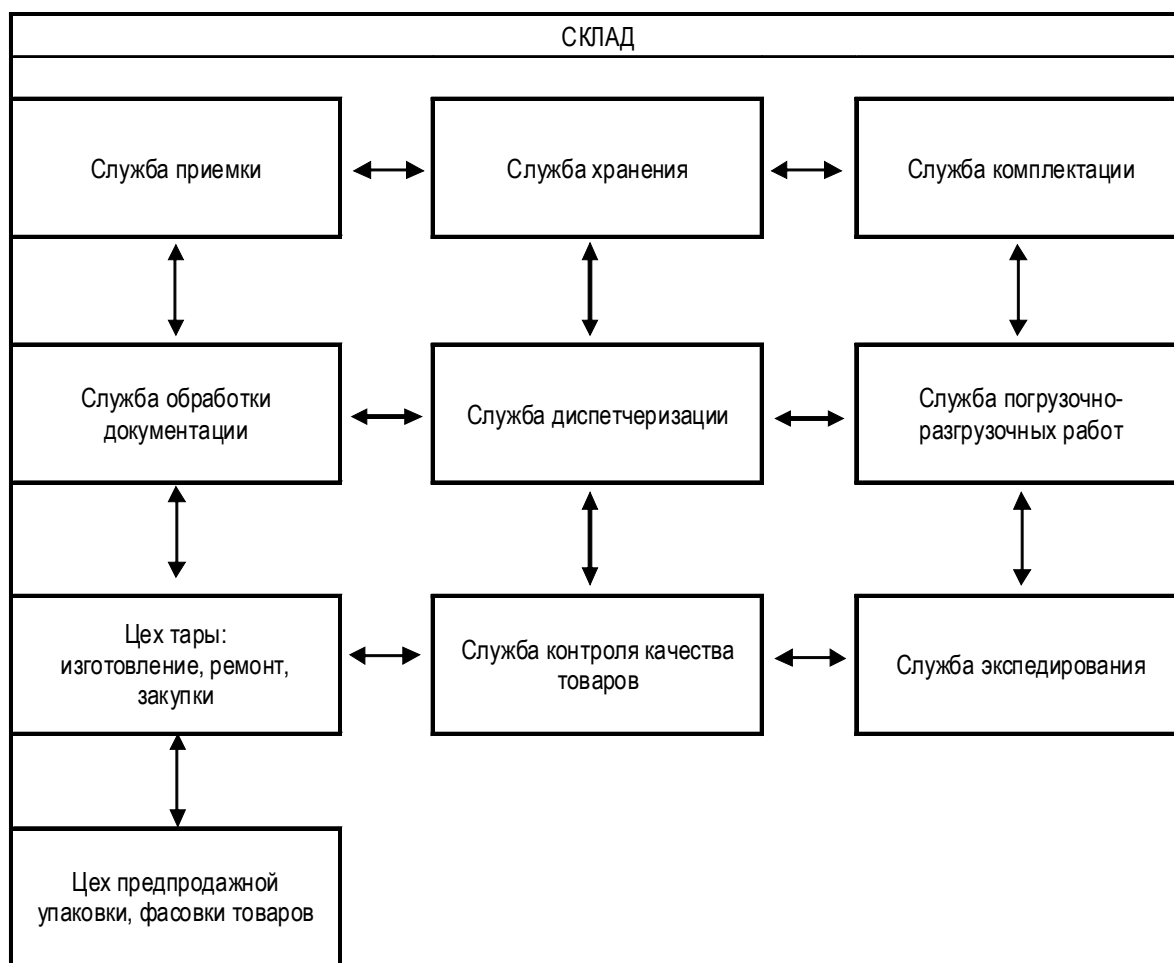 СКЛАД
Служба приемки
Служба хранения
Служба комплектации
Служба обработки
документации
Служба диспетчеризации
Служба погрузочно-
разгрузочных работ
Цех тары:
изготовление, ремонт,
закупки
Служба контроля качества
товаров
Служба экспедирования
Цех предпродажной
упаковки, фасовки товаров